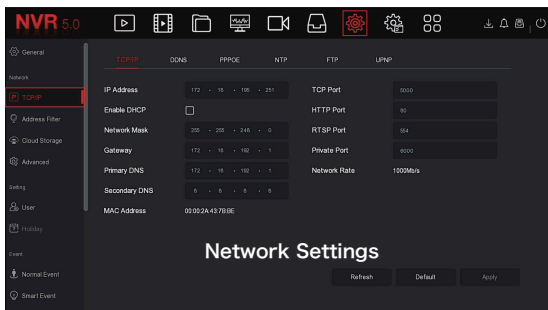 NVR 5.0
General
TCP/IP
DDNS
PPPOE
NTP
FTP
UPNP
Network
TCP/IP
Address Filter
Cloud Storage
Advanced
Setting
User
Holiday
Event
Normal Event
Smart Event
IP Address 172 . 16 . 195 . 251
Enable DHCP
Network Mask 255 . 255 . 248 . 0
Gateway 172 . 16 . 192 . 1
Primary DNS 172 . 16 . 192 . 1
Secondary DNS 8 . 8 . 8 . 8
MAC Address 00:00:2A:43:7B:BE
TCP Port 5000
HTTP Port 80
RTSP Port 554
Private Port 6000
Network Rate 1000Mb/s
Network Settings
Refresh
Default
Apply